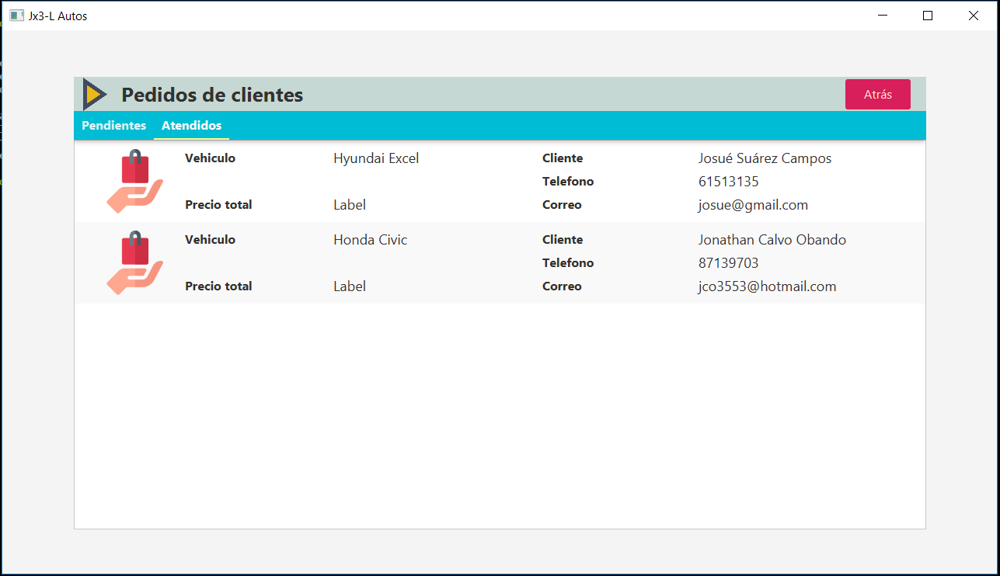 Jx3-L Autos
Pedidos de clientes Atrás
Pendientes Atendidos
Vehiculo Hyundai Excel Cliente Josué Suárez Campos
Telefono 61513135
Precio total Label Correo josue@gmail.com
Vehiculo Honda Civic Cliente Jonathan Calvo Obando
Telefono 87139703
Precio total Label Correo jco3553@hotmail.com